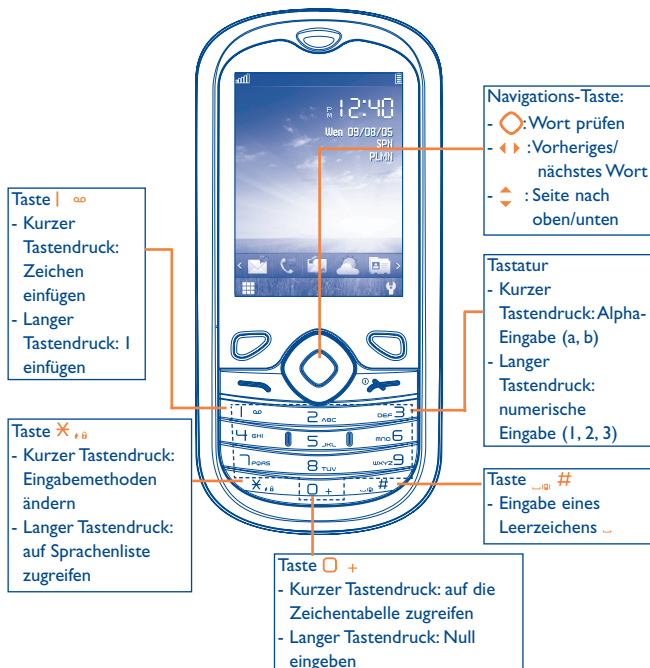 PM 12:40
Wen 09/08/05
SPN
PLMN
Navigations-Taste:
- : Wort prüfen
- : Vorheriges/
nächstes Wort
- : Seite nach
oben/unten
Taste 1
- Kurzer
Tastendruck:
Zeichen
einfügen
- Langer
Tastendruck: 1
einfügen
Tastatur
- Kurzer
Tastendruck: Alpha-
Eingabe (a, b)
- Langer
Tastendruck:
numerische
Eingabe (1, 2, 3)
1 2 ABC DEF 3
4 GHI 5 JKL MNO 6
7 PQRS 8 TUV WXYZ 9
* , 0 + #
Taste * ,
- Kurzer Tastendruck:
Eingabemethoden
ändern
- Langer Tastendruck:
auf Sprachenliste
zugreifen
Taste #
- Eingabe eines
Leerzeichens
Taste 0 +
- Kurzer Tastendruck: auf die
Zeichentabelle zugreifen
- Langer Tastendruck: Null
eingeben